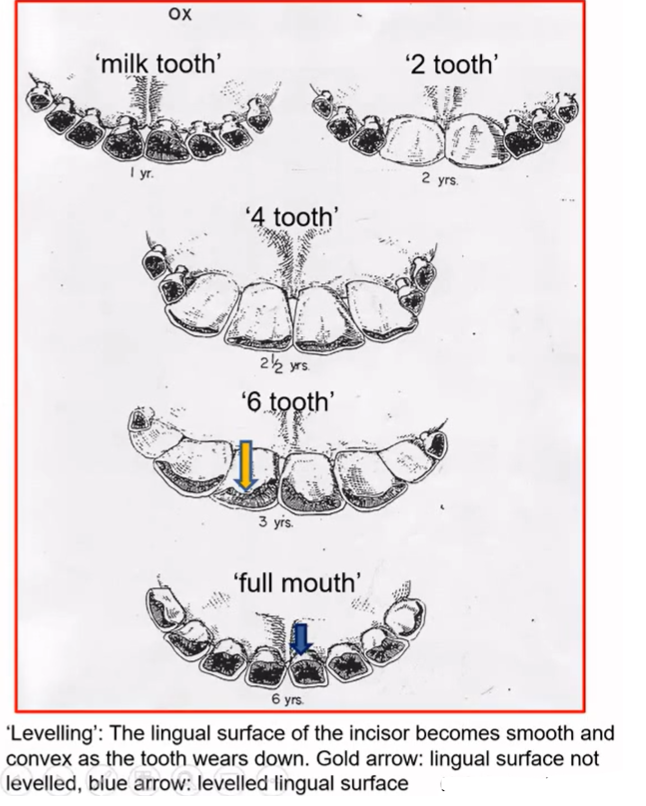 OX
'milk tooth'
'2 tooth'
1 yr.
2 yrs.
'4 tooth'
2½ yrs.
'6 tooth'
3 yrs.
'full mouth'
6 yrs.
'Levelling': The lingual surface of the incisor becomes smooth and
convex as the tooth wears down. Gold arrow: lingual surface not
levelled, blue arrow: levelled lingual surface